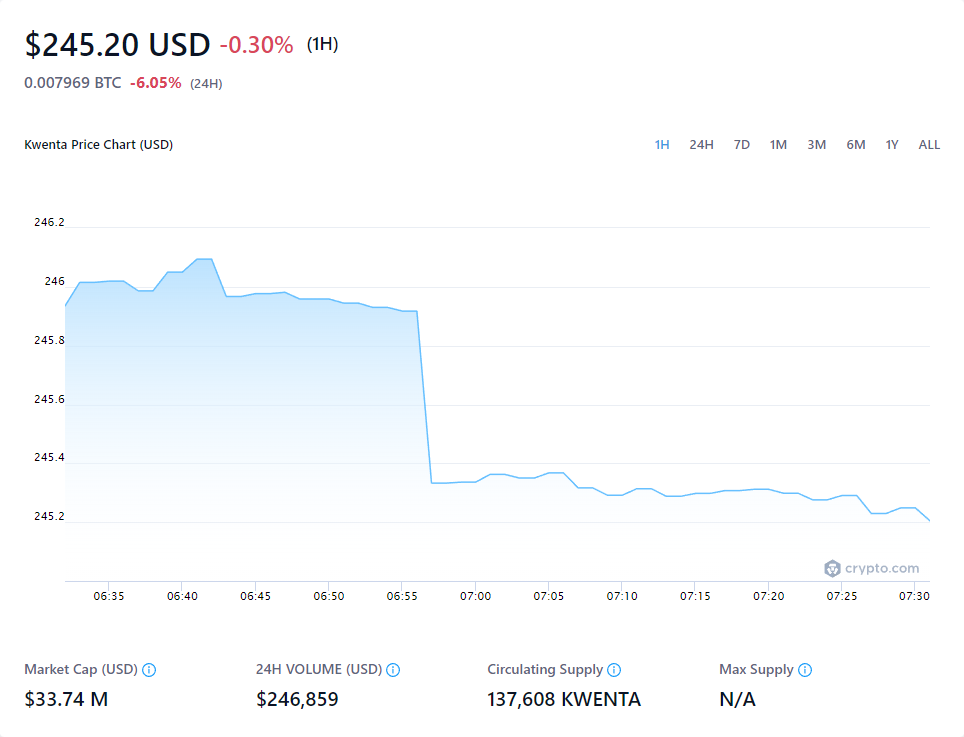 $245.20 USD -0.30% (1H)
0.007969 BTC -6.05% (24H)
Kwenta Price Chart (USD) 1H 24H 7D 1M 3M 6M 1Y ALL
246.2
246
245.8
245.6
245.4
245.2
crypto.com
06:35 06:40 06:45 06:50 06:55 07:00 07:05 07:10 07:15 07:20 07:25 07:30
Market Cap (USD) 24H VOLUME (USD) Circulating Supply Max Supply
$33.74 M $246,859 137,608 KWENTA N/A